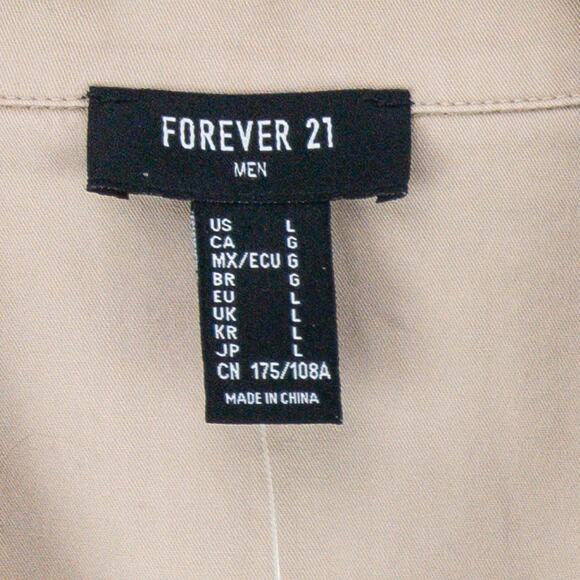 FOREVER 21
MEN
US L
CA G
MX/ECU G
BR G
EU L
UK L
KR L
JP L
CN 175/108A
MADE IN CHINA